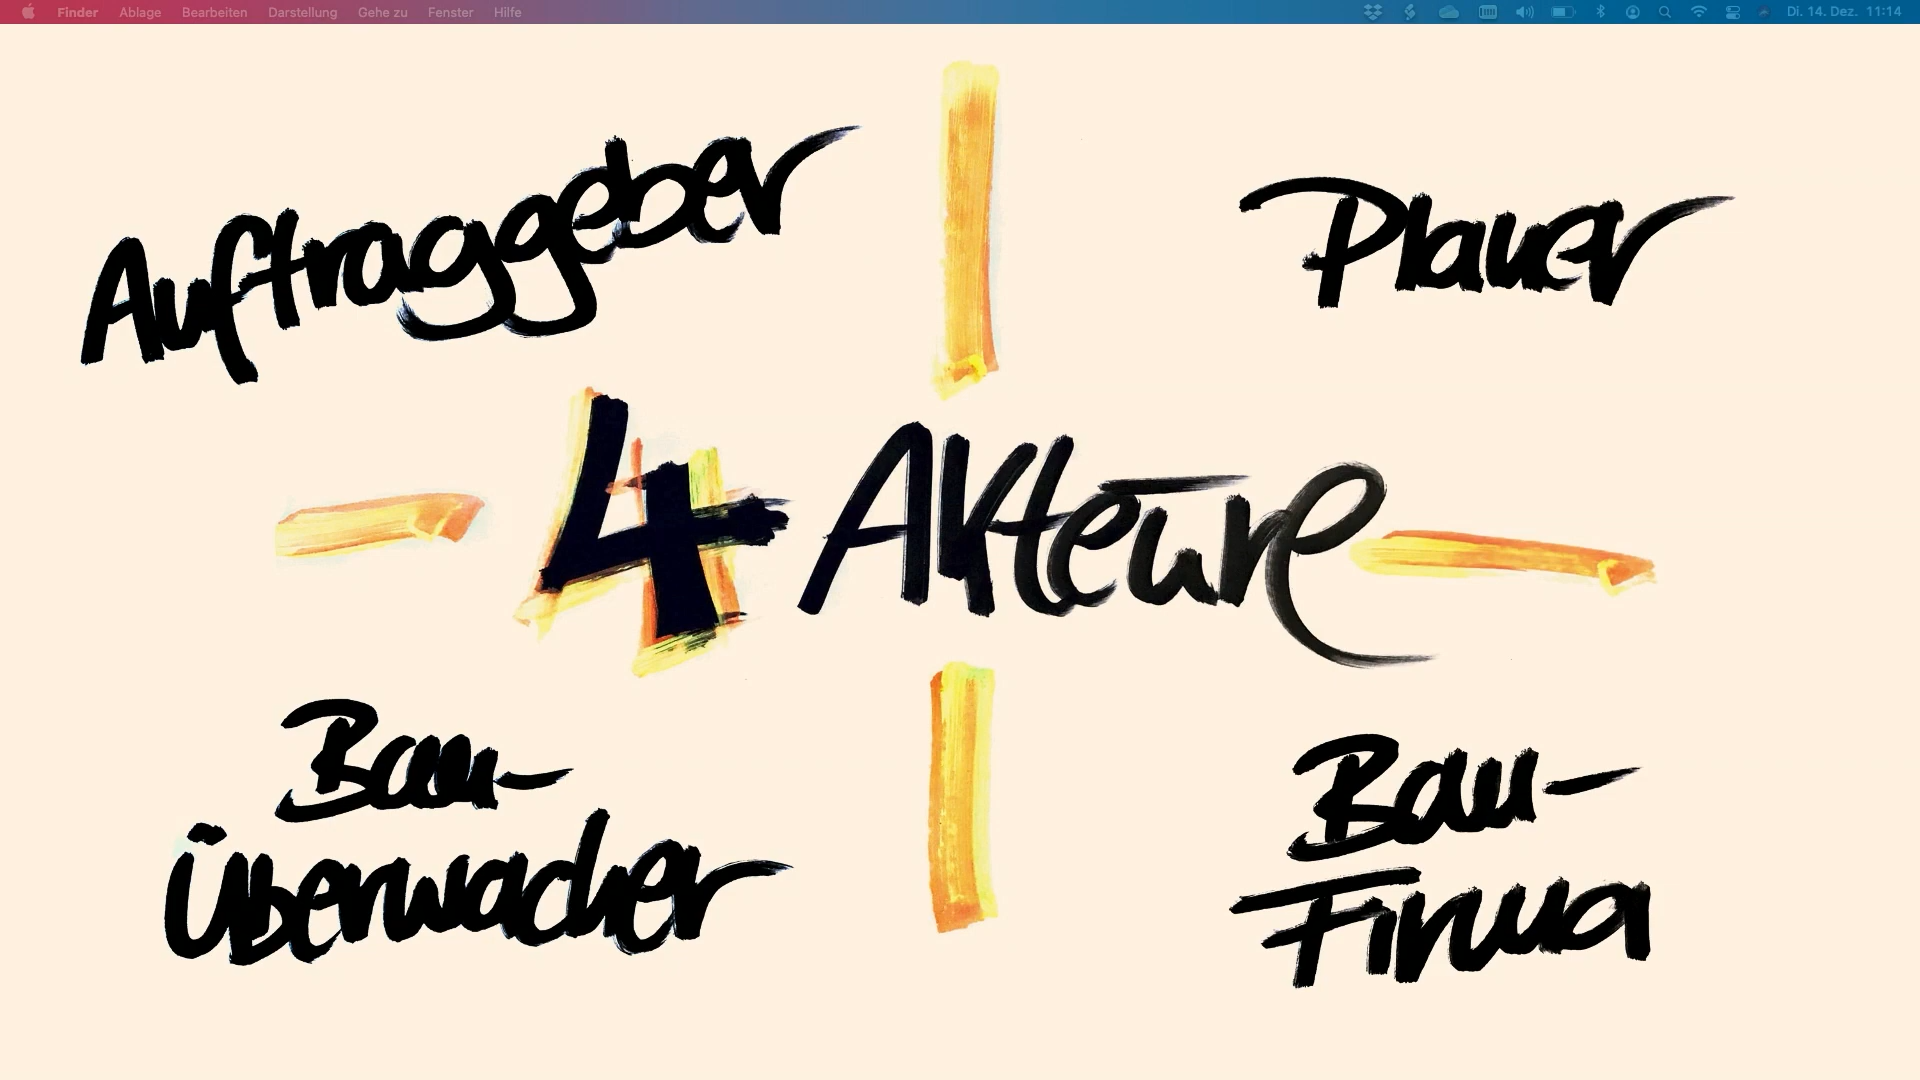 Finder Ablage Bearbeiten Darstellung Gehe zu Fenster Hilfe
Di. 14. Dez. 11:14
Auftraggeber
Planer
4 Akteure
Bau-
Überwacher
Bau-
Firma